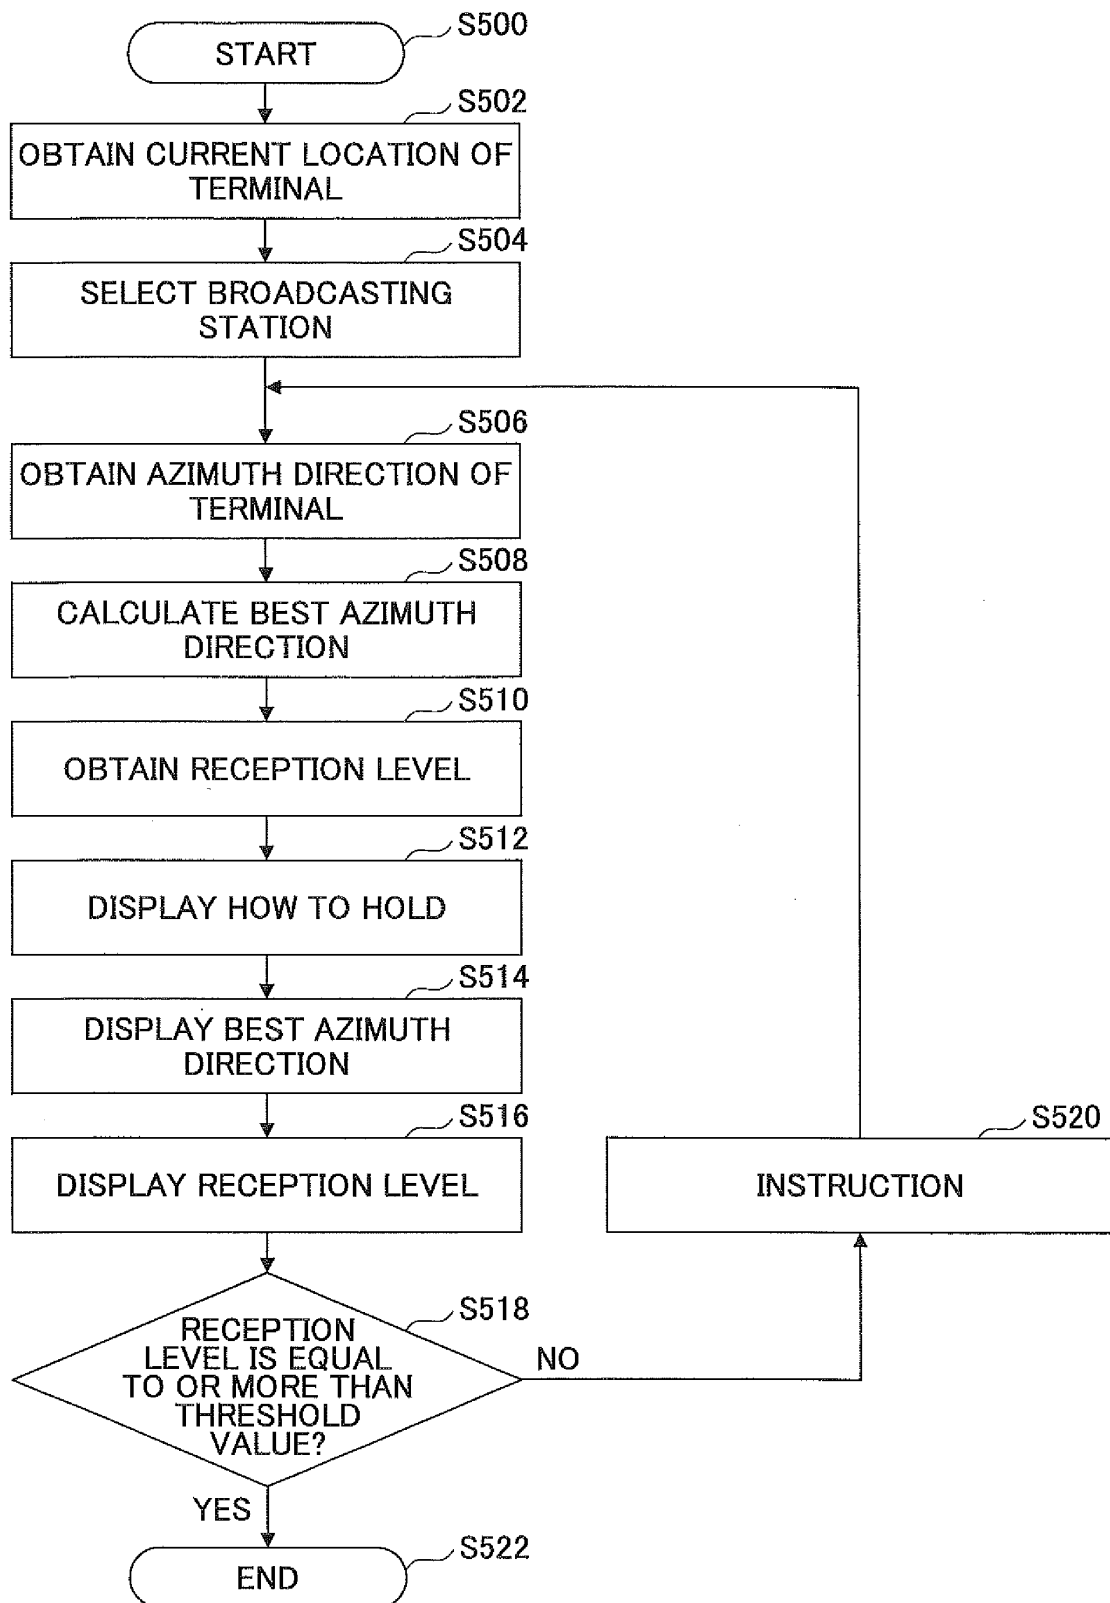 S500
START
S502
OBTAIN CURRENT LOCATION OF
TERMINAL
S504
SELECT BROADCASTING
STATION
S506
OBTAIN AZIMUTH DIRECTION OF
TERMINAL
S508
CALCULATE BEST AZIMUTH
DIRECTION
S510
OBTAIN RECEPTION LEVEL
S512
DISPLAY HOW TO HOLD
S514
DISPLAY BEST AZIMUTH
DIRECTION
S516
DISPLAY RECEPTION LEVEL
S520
INSTRUCTION
S518
RECEPTION
LEVEL IS EQUAL
TO OR MORE THAN
THRESHOLD
VALUE?
NO
YES
S522
END